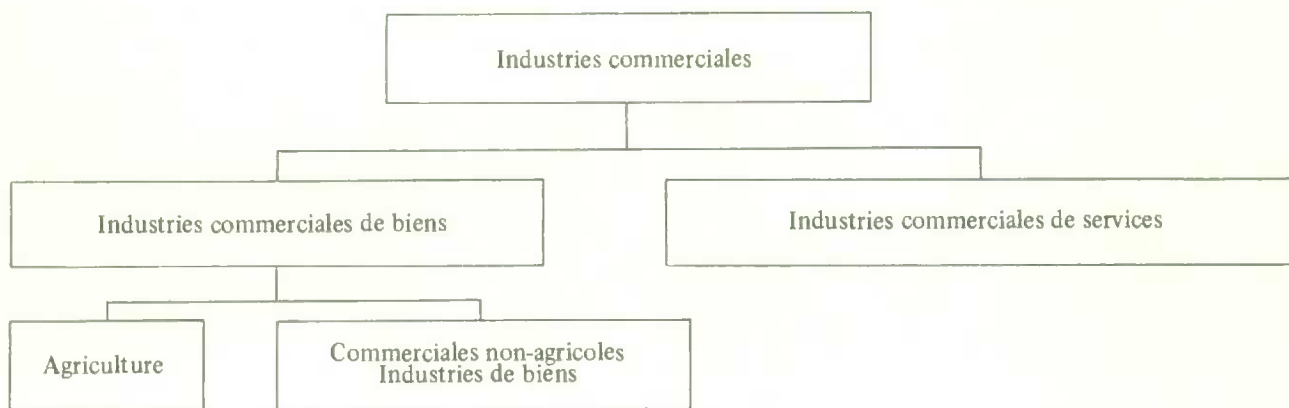 Industries commerciales
Industries commerciales de biens
Industries commerciales de services
Agriculture
Commerciales non-agricoles
Industries de biens